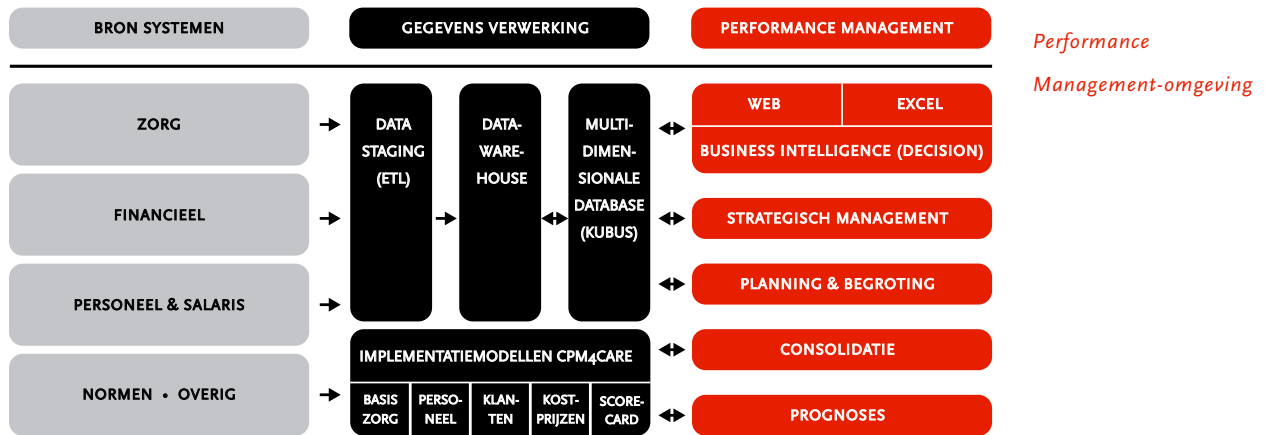 BRON SYSTEMEN
GEGEVENS VERWERKING
PERFORMANCE MANAGEMENT
Performance
Management-omgeving
ZORG
FINANCIEEL
PERSONEEL & SALARIS
NORMEN • OVERIG
DATA
STAGING
(ETL)
DATA-
WARE-
HOUSE
MULTI-
DIMEN-
SIONALE
DATABASE
(KUBUS)
IMPLEMENTATIEMODELLEN CPM4CARE
BASIS
ZORG
PERSO-
NEEL
KLAN-
TEN
KOST-
PRIJZEN
SCORE-
CARD
WEB
EXCEL
BUSINESS INTELLIGENCE (DECISION)
STRATEGISCH MANAGEMENT
PLANNING & BEGROTING
CONSOLIDATIE
PROGNOSES